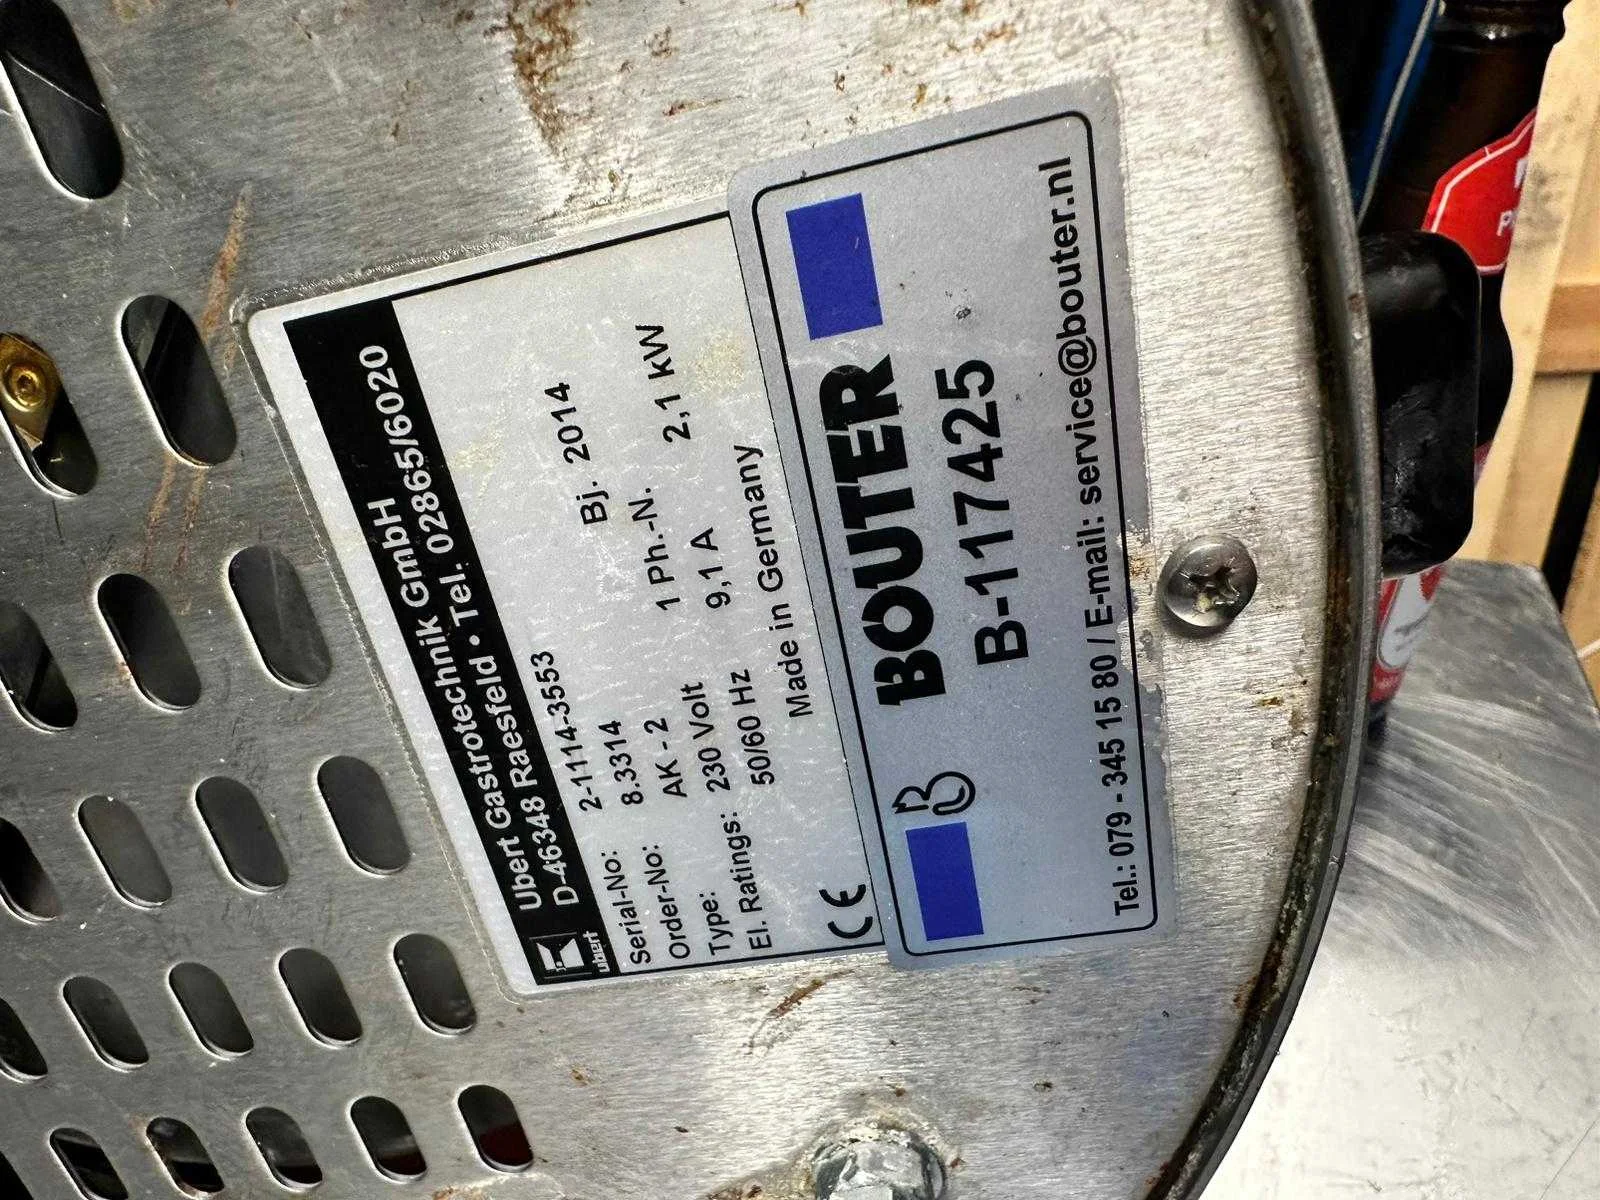 Ubert Gastrotechnik GmbH
D-46348 Raesfeld • Tel. 02865/6020
ubert
Serial-No: 2-1114-3553 Bj. 2014
Order-No: 8.3314
Type: AK - 2 1 Ph.-N. 2,1 kW
El. Ratings: 230 Volt 9,1 A
50/60 Hz
Made in Germany
CE
BOUTER
B-117425
Tel.: 079 - 345 15 80 / E-mail: service@bouter.nl